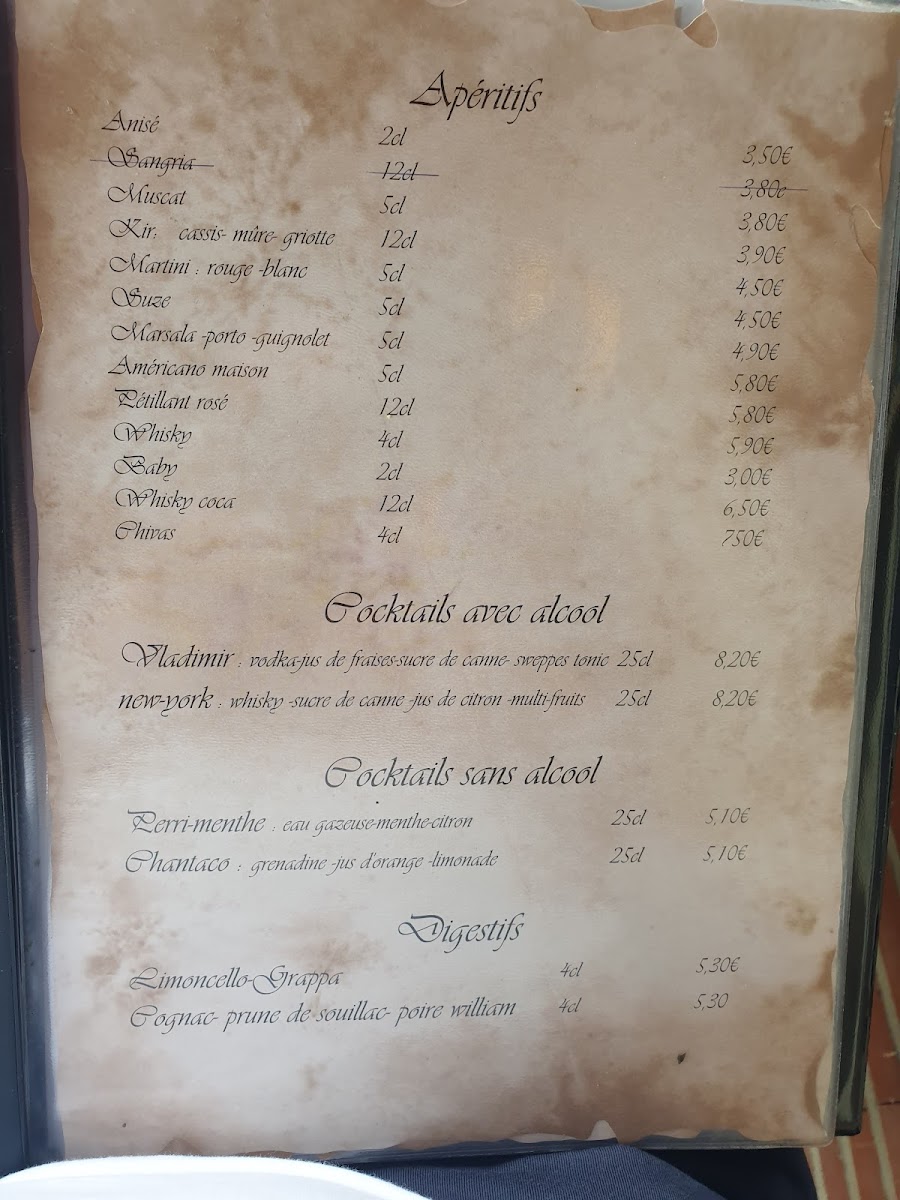 Apéritifs
Anisé 2cl 3,50€
Sangria 12cl 3,80€
Muscat 5cl 3,80€
Kir: cassis- mûre- griotte 12cl 3,90€
Martini : rouge -blanc 5cl 4,50€
Suze 5cl 4,50€
Marsala -porto -guignolet 5cl 4,90€
Américano maison 5cl 5,80€
Pétillant rosé 12cl 5,80€
Whisky 4cl 5,90€
Baby 2cl 3,00€
Whisky coca 12cl 6,50€
Chivas 4cl 750€
Cocktails avec alcool
Vladimir : vodka-jus de fraises-sucre de canne- sweppes tonic 25cl 8,20€
new-york : whisky -sucre de canne -jus de citron -multi-fruits 25cl 8,20€
Cocktails sans alcool
Perri-menthe : eau gazeuse-menthe-citron 25cl 5,10€
Chantaco : grenadine -jus d'orange -limonade 25cl 5,10€
Digestifs
Limoncello-Grappa 4cl 5,30€
Cognac- prune de souillac- poire william 4cl 5,30